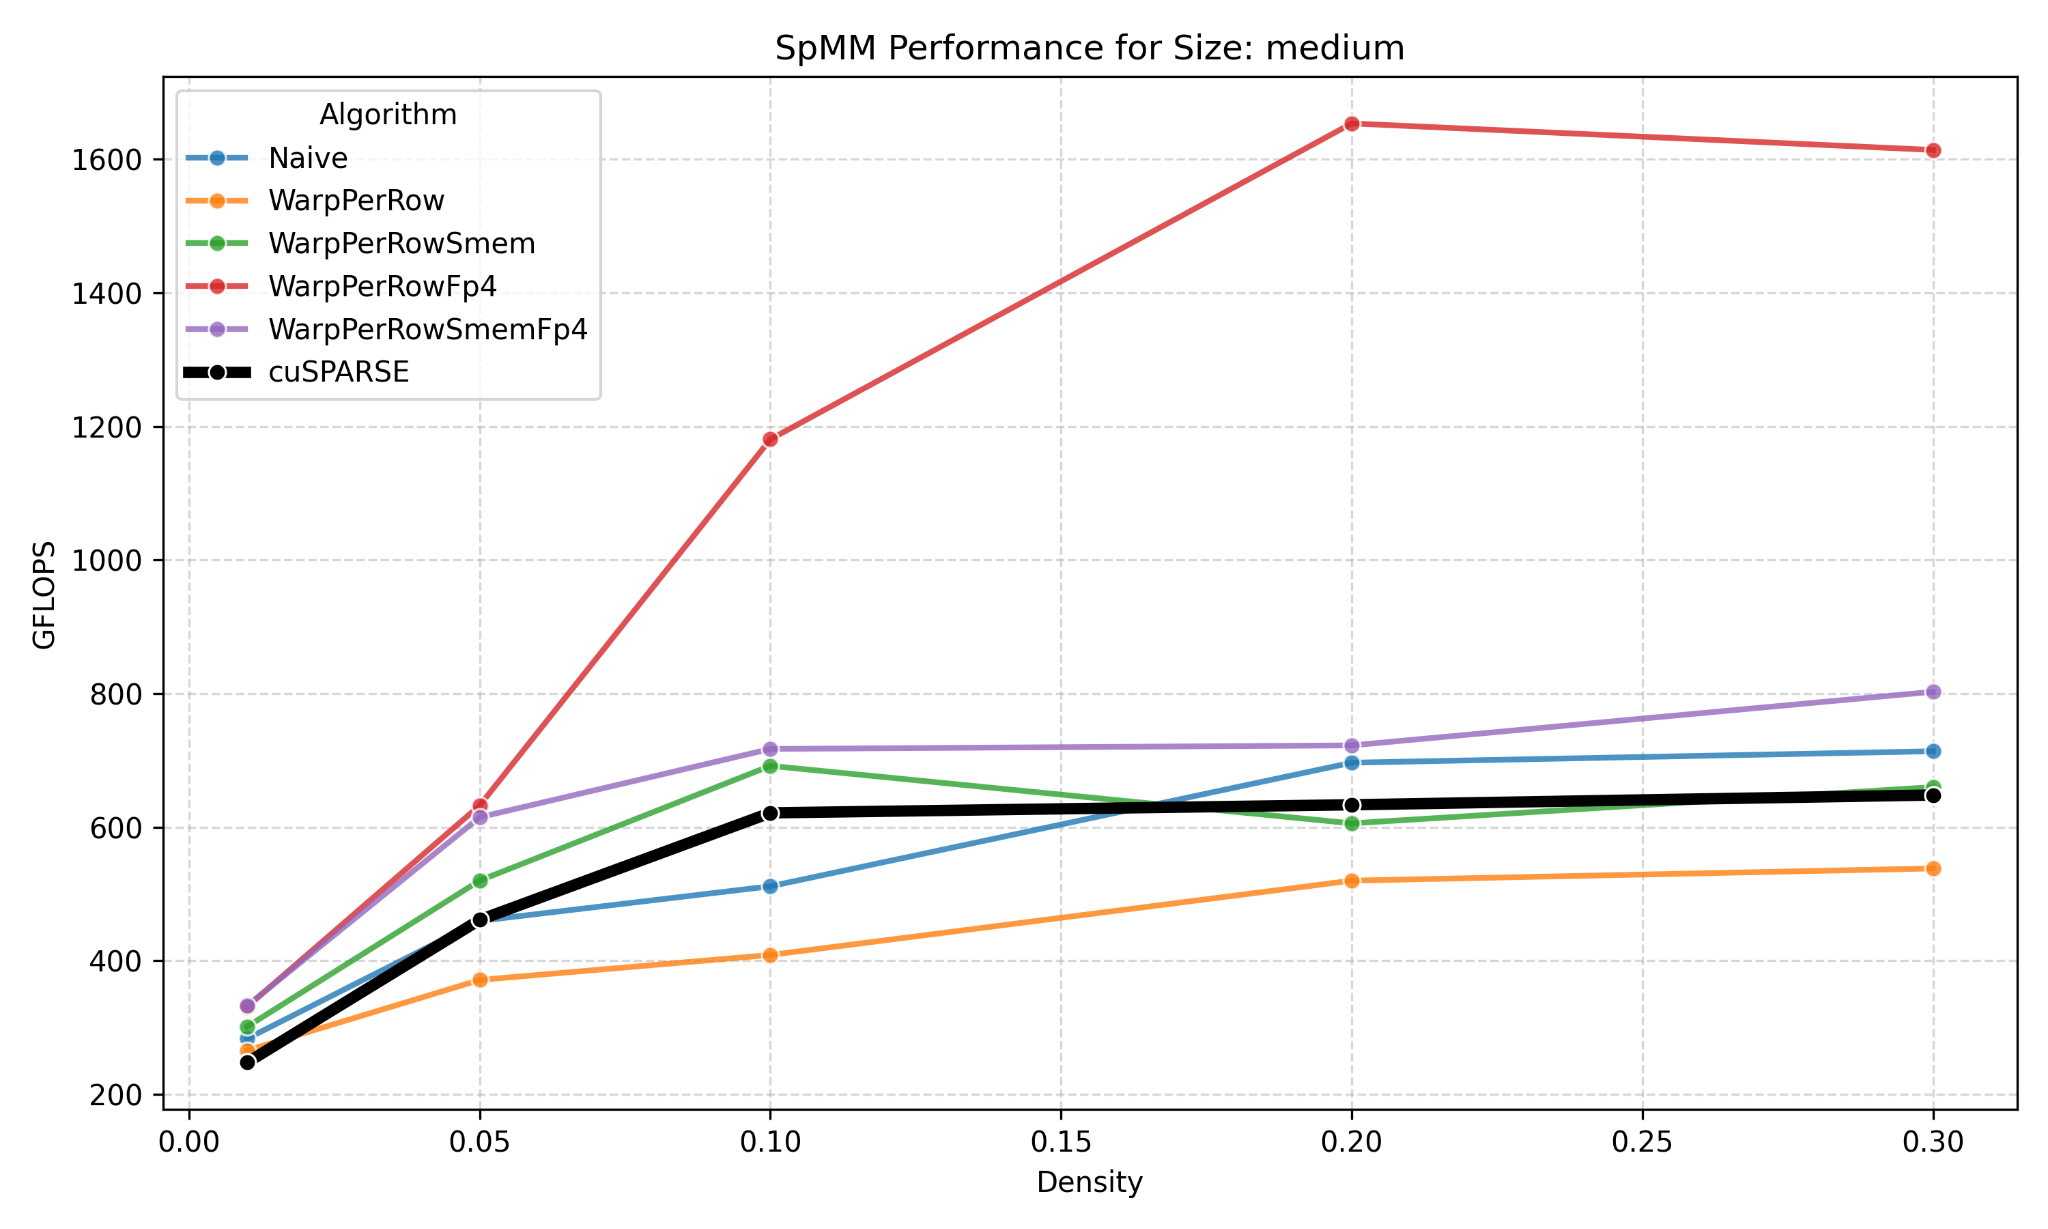 SpMM Performance for Size: medium
Algorithm
Naive
WarpPerRow
WarpPerRowSmem
WarpPerRowFp4
WarpPerRowSmemFp4
cuSPARSE
GFLOPS
1600
1400
1200
1000
800
600
400
200
0.00 0.05 0.10 0.15 0.20 0.25 0.30
Density